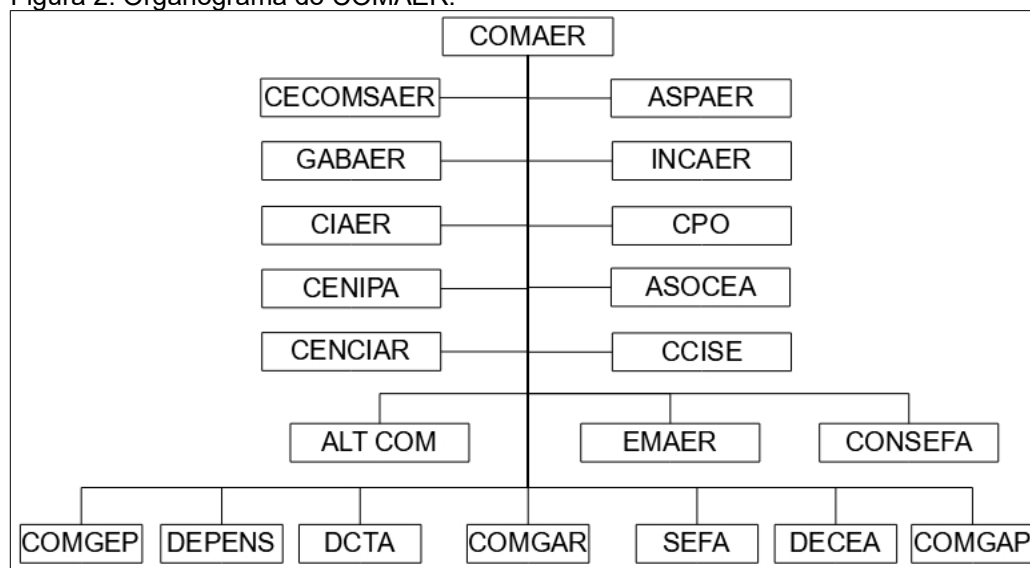 Figura 2: Organograma do COMAER.
COMAER
CECOMSAER
ASPAER
GABAER
INCAER
CIAER
CPO
CENIPA
ASOCEA
CENCIAR
CCISE
ALT COM
EMAER
CONSEFA
COMGEP
DEPENS
DCTA
COMGAR
SEFA
DECEA
COMGAP